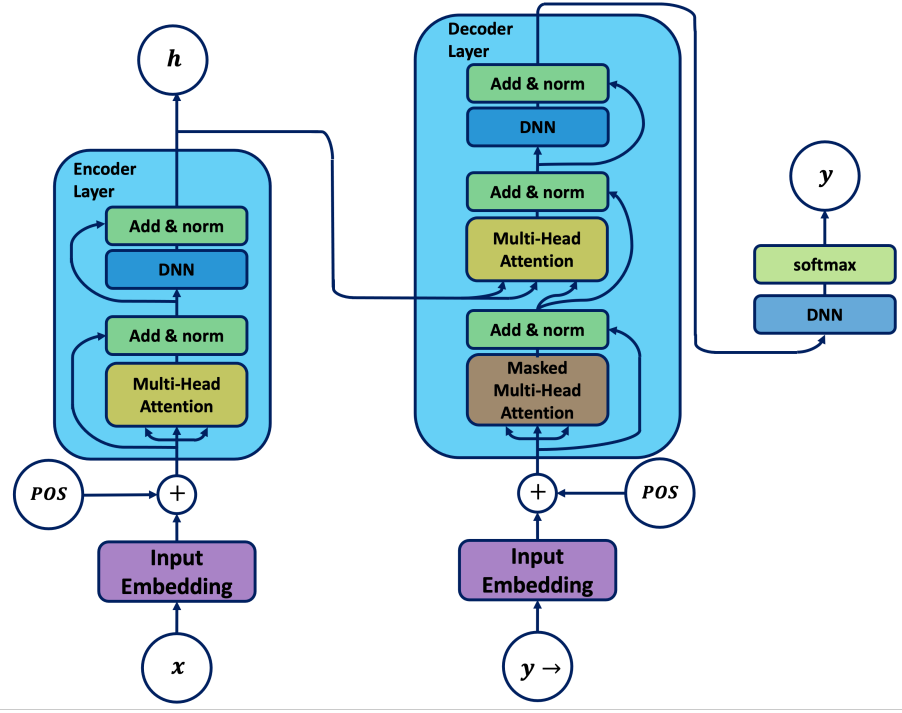 h
Encoder
Layer
Add & norm
DNN
Add & norm
Multi-Head
Attention
POS
+
Input
Embedding
x
Decoder
Layer
Add & norm
DNN
Add & norm
Multi-Head
Attention
Add & norm
Masked
Multi-Head
Attention
+
POS
Input
Embedding
y →
y
softmax
DNN